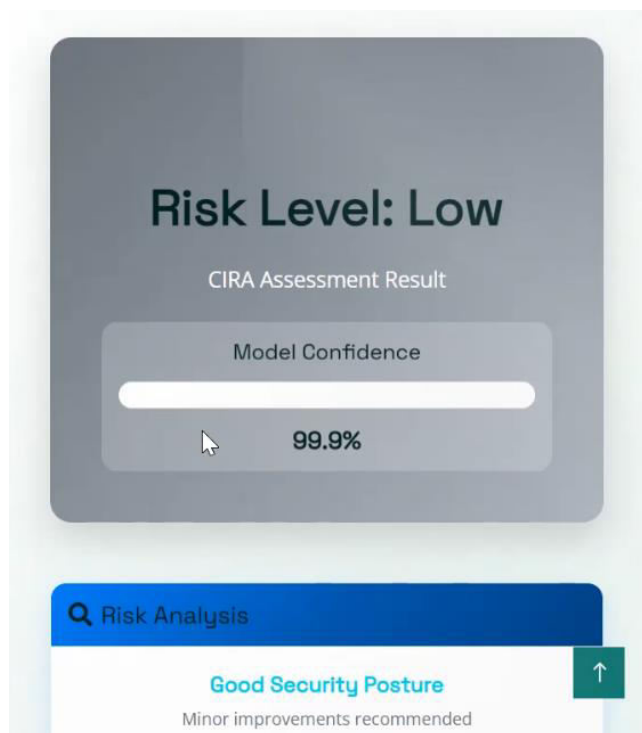 Risk Level: Low
CIRA Assessment Result
Model Confidence
99.9%
Risk Analysis
Good Security Posture
Minor improvements recommended